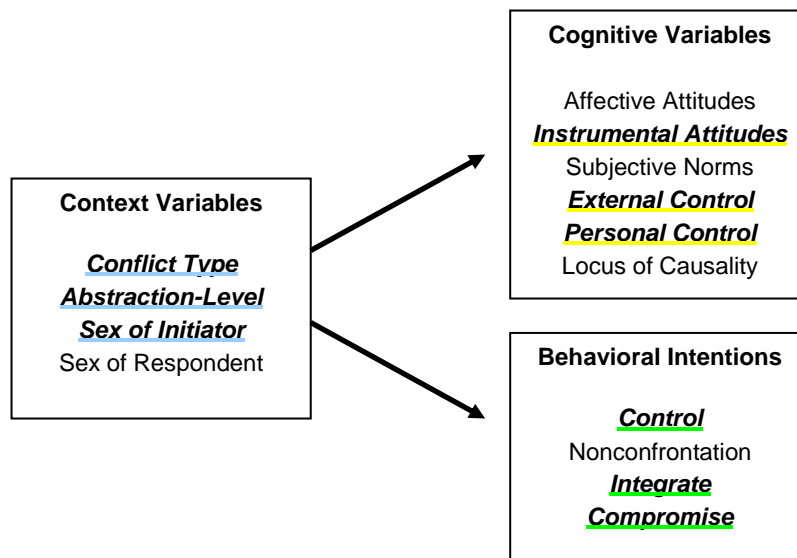 Cognitive Variables
Affective Attitudes
Instrumental Attitudes
Subjective Norms
External Control
Personal Control
Locus of Causality
Context Variables
Conflict Type
Abstraction-Level
Sex of Initiator
Sex of Respondent
Behavioral Intentions
Control
Nonconfrontation
Integrate
Compromise